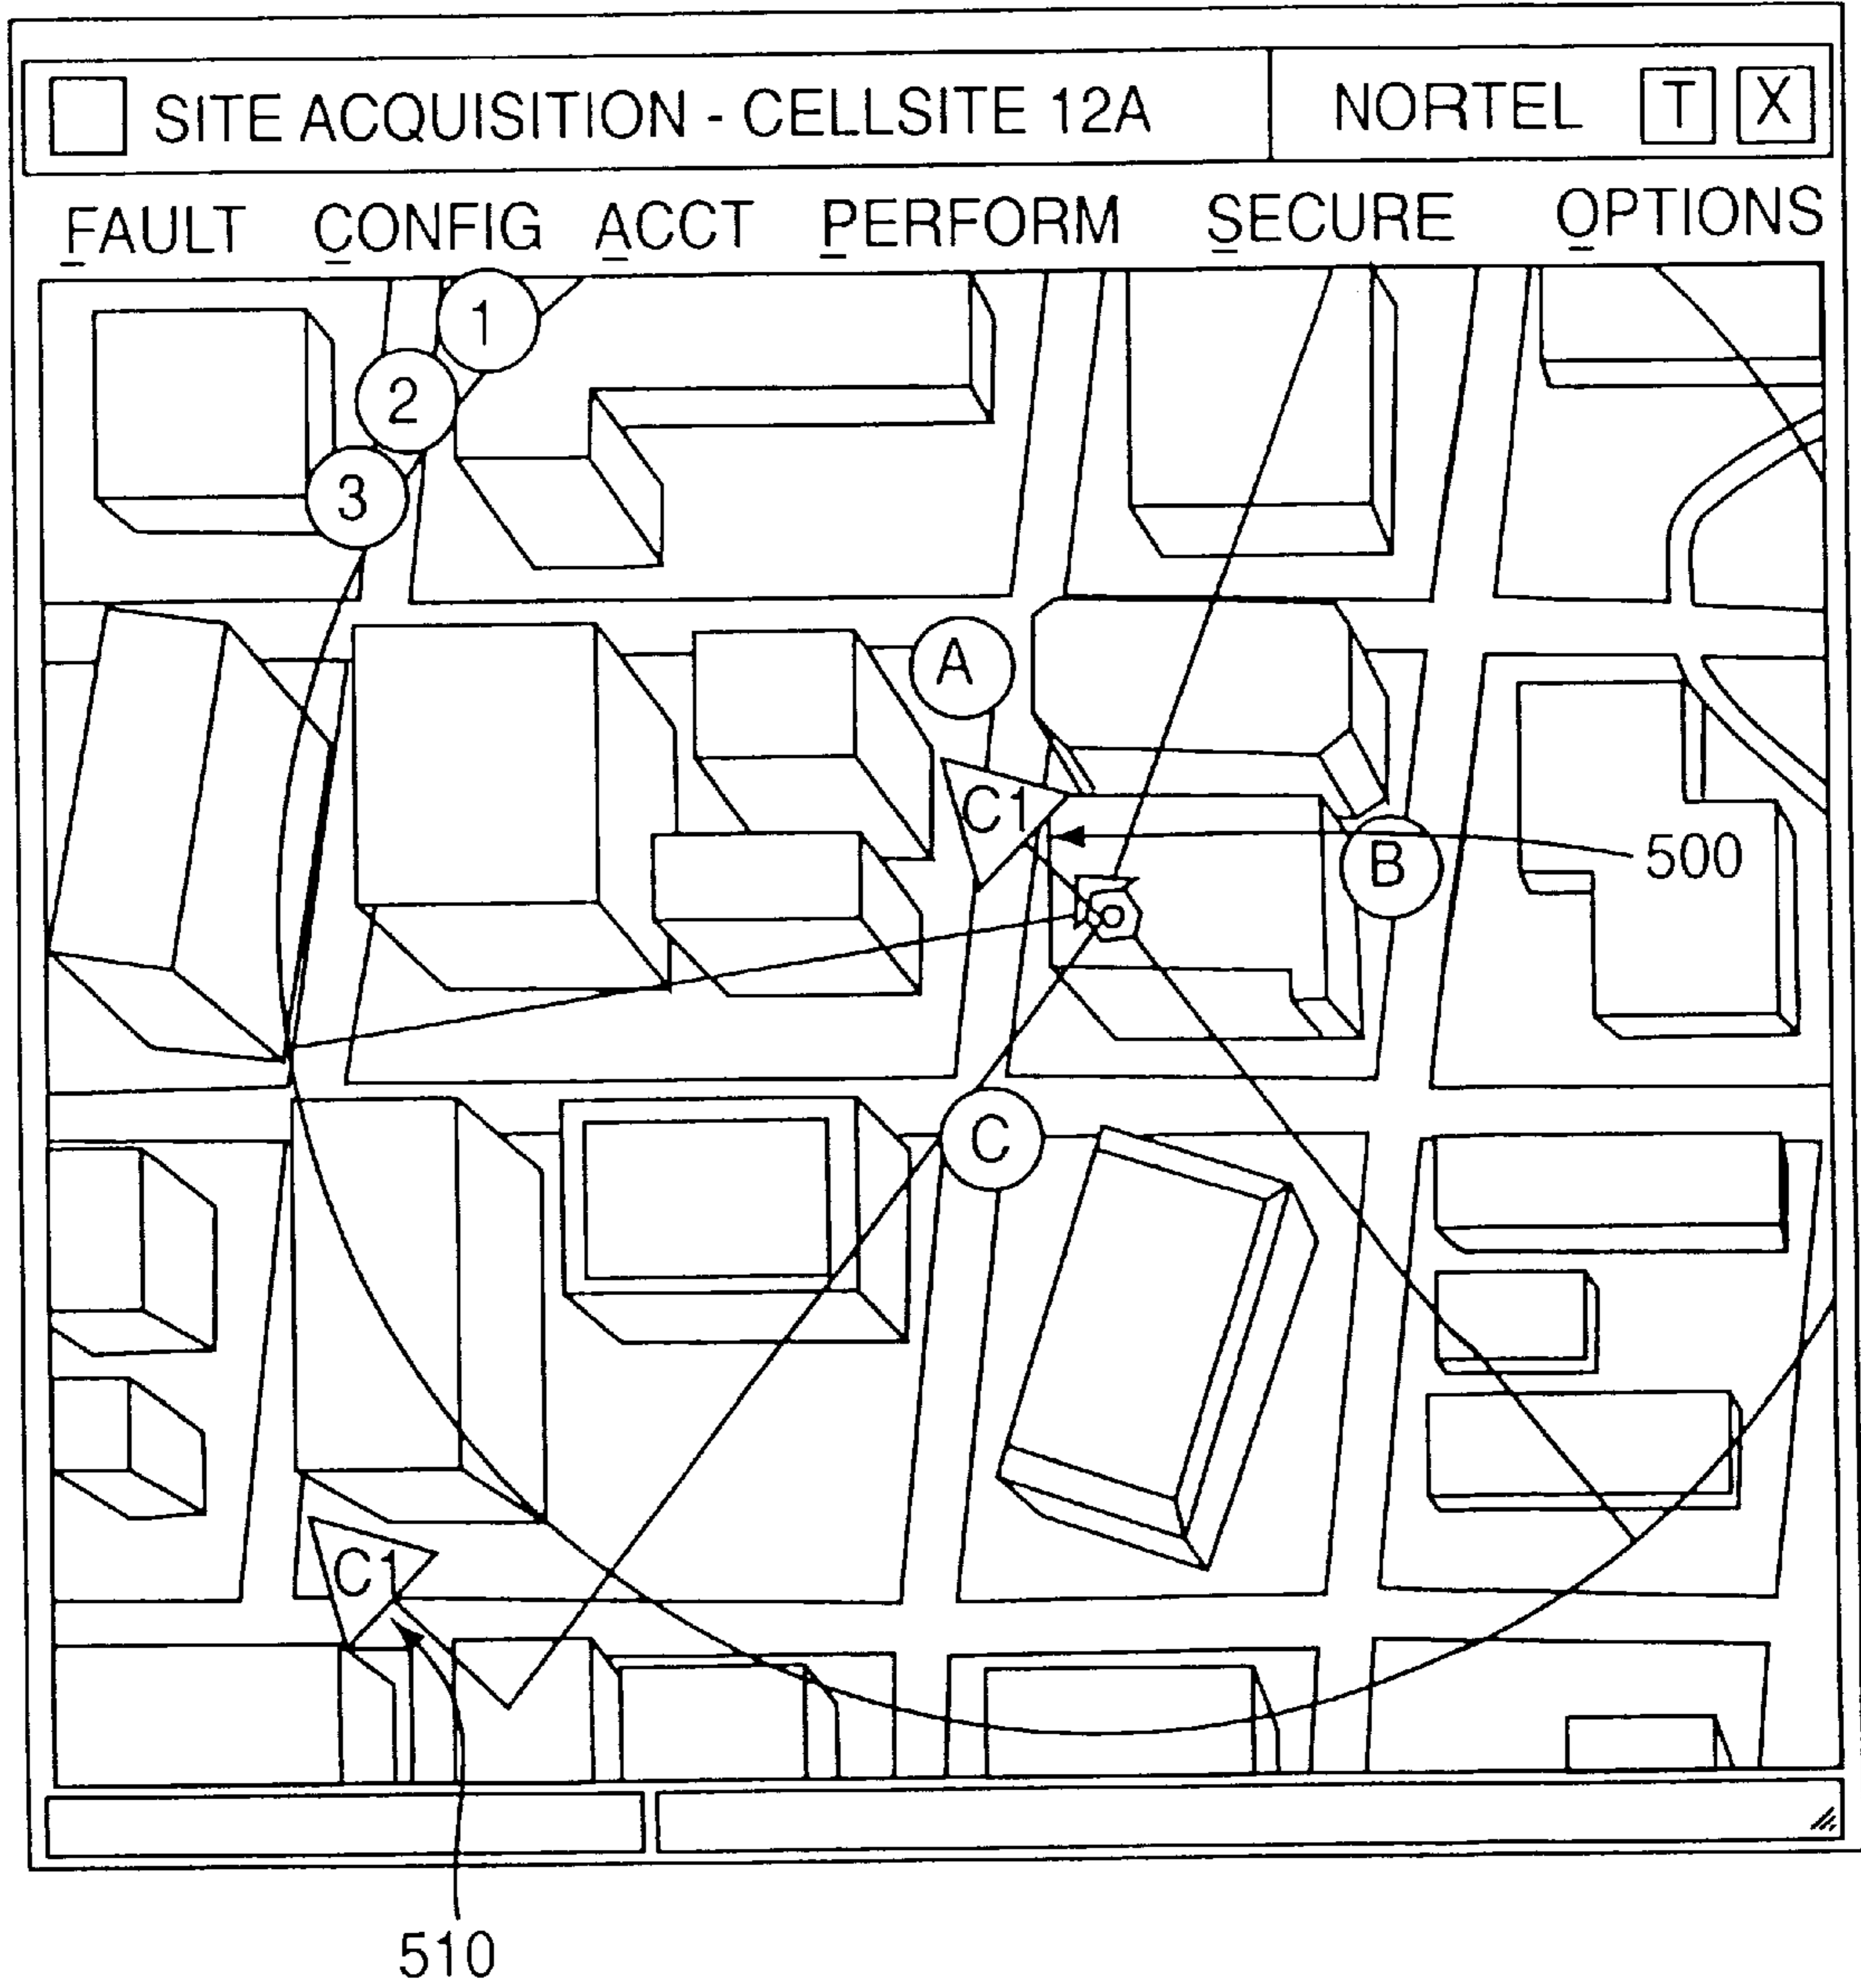 SITE ACQUISITION - CELLSITE 12A NORTEL T X
FAULT CONFIG ACCT PERFORM SECURE OPTIONS
1
2
3
A
C1
B
500
C
C1
510